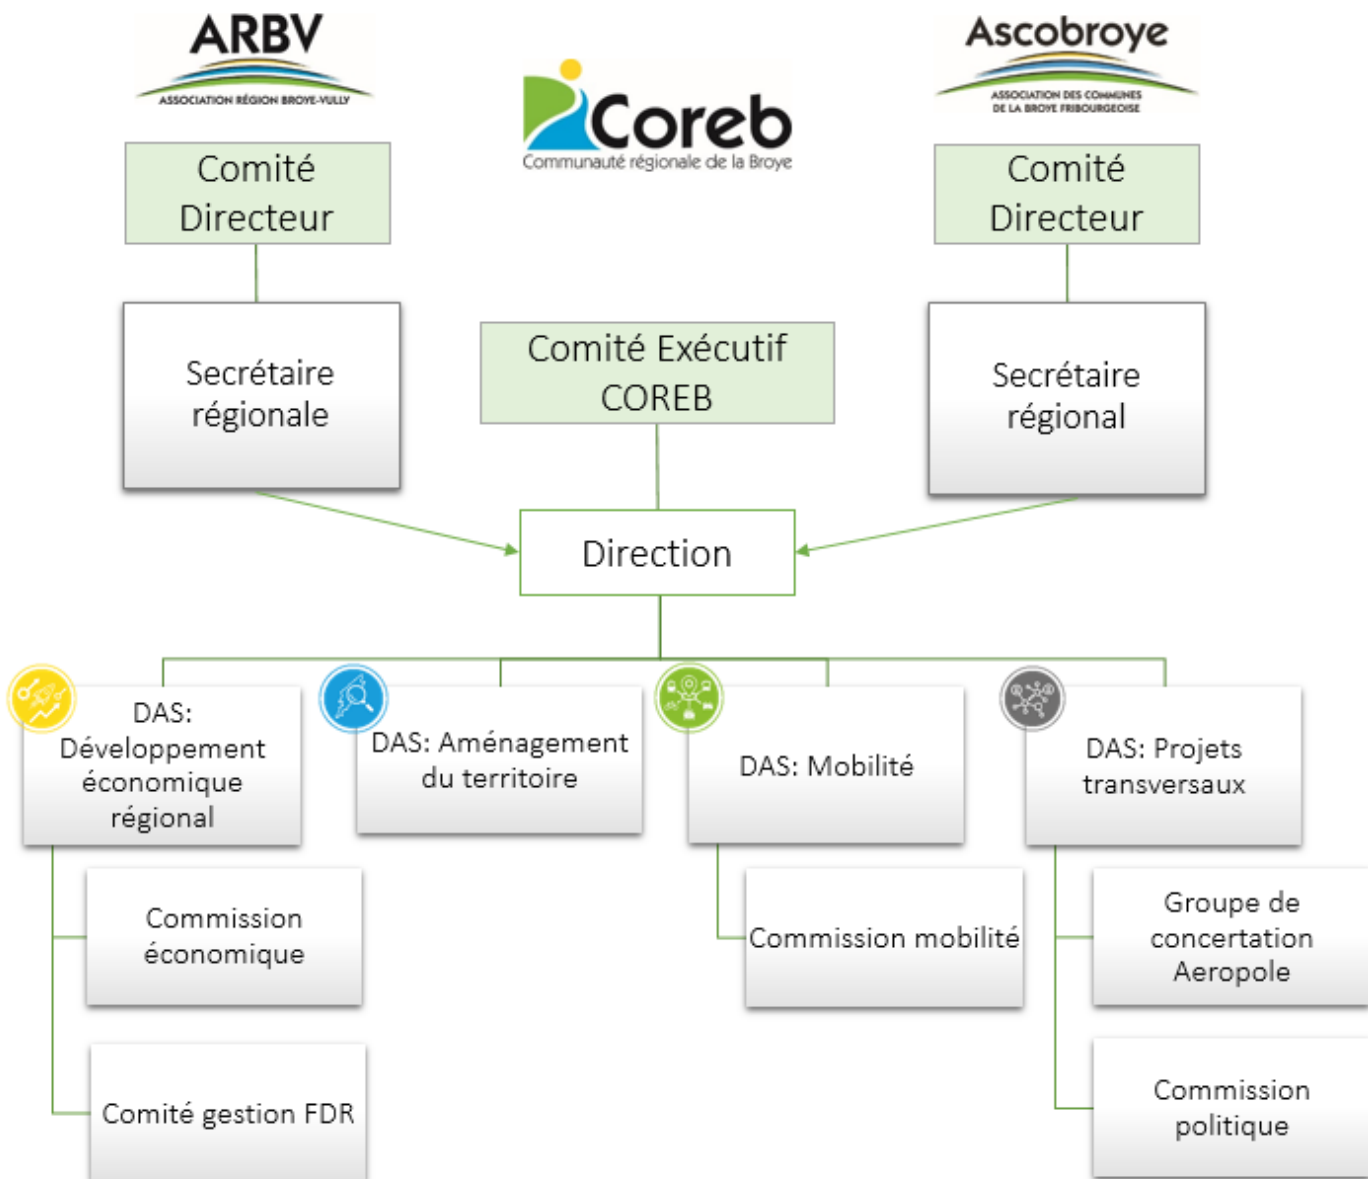 ARBV
ASSOCIATION RÉGION BROYE-VULLY
Coreb
Communauté régionale de la Broye
Ascobroye
ASSOCIATION DES COMMUNES
DE LA BROYE FRIBOURGEOISE
Comité
Directeur
Comité
Directeur
Secrétaire
régionale
Comité Exécutif
COREB
Secrétaire
régional
Direction
DAS:
Développement
économique
régional
DAS: Aménagement
du territoire
DAS: Mobilité
DAS: Projets
transversaux
Commission
économique
Commission mobilité
Groupe de
concertation
Aeropole
Comité gestion FDR
Commission
politique